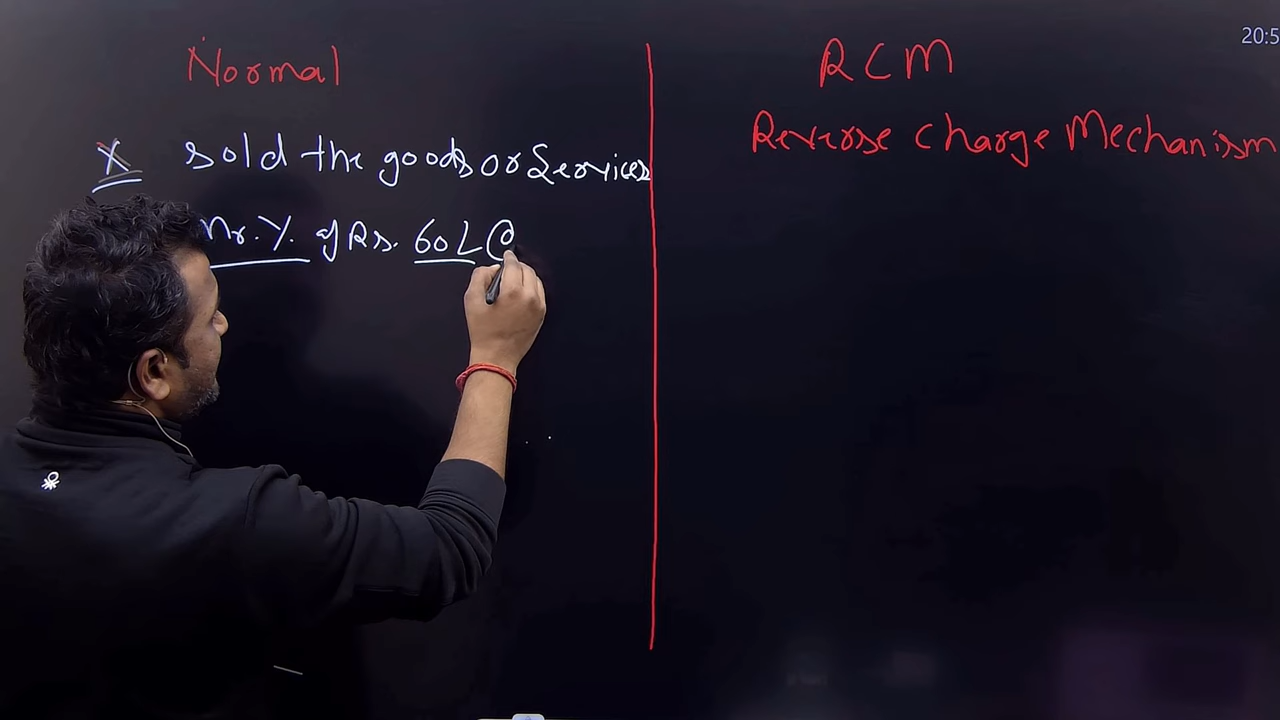 Normal
X sold the goods or Services
Mr. Y. of Rs. 60L @
RCM
Reverse Charge Mechanism
20:5